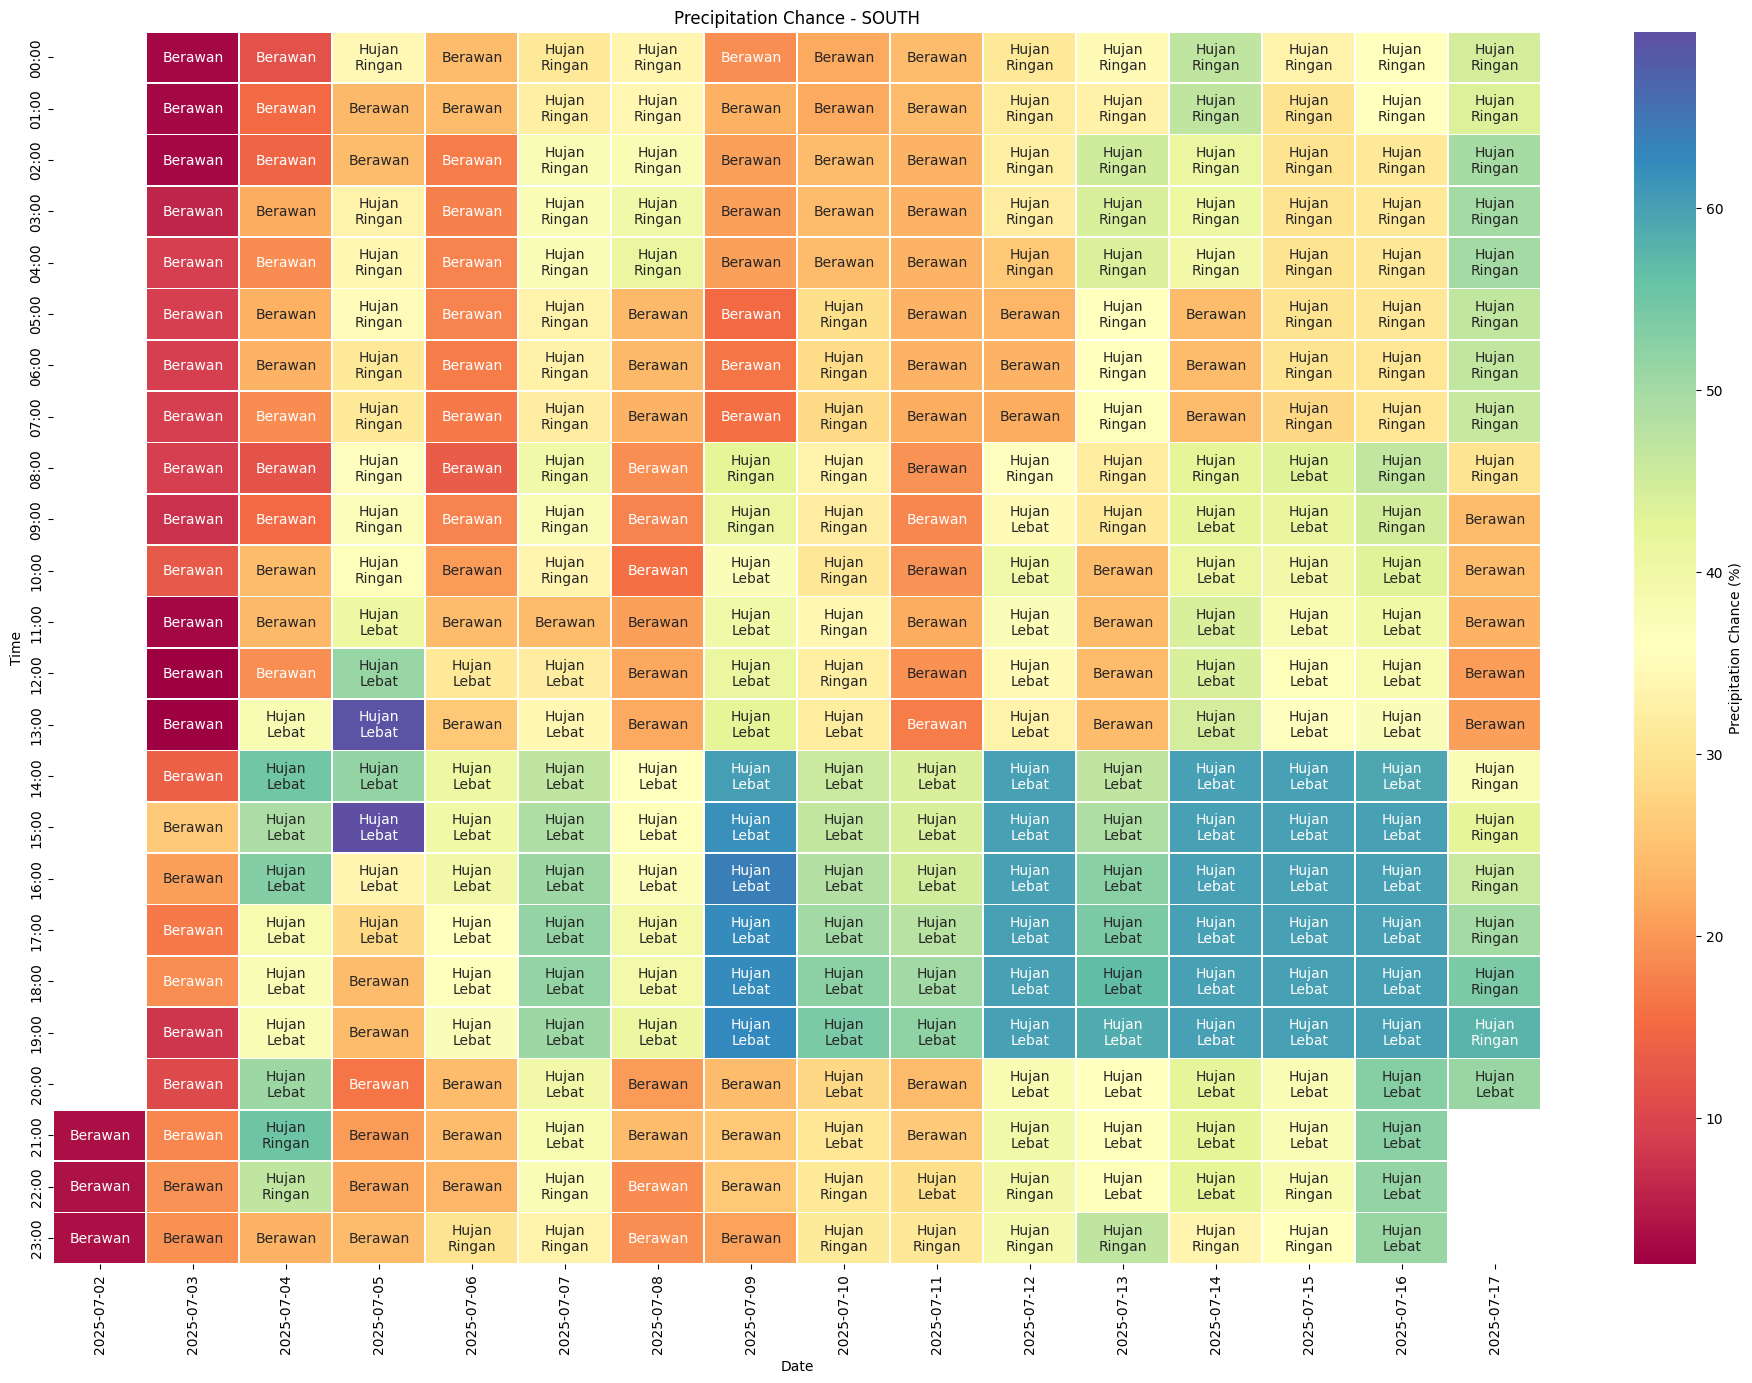 Precipitation Chance - SOUTH
00:00 Berawan Berawan Hujan Ringan Berawan Hujan Ringan Hujan Ringan Berawan Berawan Berawan Hujan Ringan Hujan Ringan Hujan Ringan Hujan Ringan Hujan Ringan Hujan Ringan
01:00 Berawan Berawan Berawan Berawan Hujan Ringan Hujan Ringan Berawan Berawan Berawan Hujan Ringan Hujan Ringan Hujan Ringan Hujan Ringan Hujan Ringan Hujan Ringan
02:00 Berawan Berawan Berawan Berawan Hujan Ringan Hujan Ringan Berawan Berawan Berawan Hujan Ringan Hujan Ringan Hujan Ringan Hujan Ringan Hujan Ringan Hujan Ringan
03:00 Berawan Berawan Hujan Ringan Berawan Hujan Ringan Hujan Ringan Berawan Berawan Berawan Hujan Ringan Hujan Ringan Hujan Ringan Hujan Ringan Hujan Ringan Hujan Ringan
04:00 Berawan Berawan Hujan Ringan Berawan Hujan Ringan Hujan Ringan Berawan Berawan Berawan Hujan Ringan Hujan Ringan Hujan Ringan Hujan Ringan Hujan Ringan Hujan Ringan
05:00 Berawan Berawan Hujan Ringan Berawan Hujan Ringan Berawan Berawan Hujan Ringan Berawan Berawan Hujan Ringan Berawan Hujan Ringan Hujan Ringan Hujan Ringan
06:00 Berawan Berawan Hujan Ringan Berawan Hujan Ringan Berawan Berawan Hujan Ringan Berawan Berawan Hujan Ringan Berawan Hujan Ringan Hujan Ringan Hujan Ringan
07:00 Berawan Berawan Hujan Ringan Berawan Hujan Ringan Berawan Berawan Hujan Ringan Berawan Berawan Hujan Ringan Berawan Hujan Ringan Hujan Ringan Hujan Ringan
08:00 Berawan Berawan Hujan Ringan Berawan Hujan Ringan Berawan Hujan Ringan Hujan Ringan Berawan Hujan Ringan Hujan Ringan Hujan Ringan Hujan Lebat Hujan Ringan Hujan Ringan
09:00 Berawan Berawan Hujan Ringan Berawan Hujan Ringan Berawan Hujan Ringan Hujan Ringan Berawan Hujan Lebat Hujan Ringan Hujan Lebat Hujan Lebat Hujan Ringan Berawan
10:00 Berawan Berawan Hujan Ringan Berawan Hujan Ringan Berawan Hujan Lebat Hujan Ringan Berawan Hujan Lebat Berawan Hujan Lebat Hujan Lebat Hujan Lebat Berawan
11:00 Berawan Berawan Hujan Lebat Berawan Berawan Berawan Hujan Lebat Hujan Ringan Berawan Hujan Lebat Berawan Hujan Lebat Hujan Lebat Hujan Lebat Berawan
12:00 Berawan Berawan Hujan Lebat Hujan Lebat Hujan Lebat Berawan Hujan Lebat Hujan Ringan Berawan Hujan Lebat Berawan Hujan Lebat Hujan Lebat Hujan Lebat Berawan
13:00 Berawan Hujan Lebat Hujan Lebat Berawan Hujan Lebat Berawan Hujan Lebat Hujan Lebat Berawan Hujan Lebat Berawan Hujan Lebat Hujan Lebat Hujan Lebat Berawan
14:00 Berawan Hujan Lebat Hujan Lebat Hujan Lebat Hujan Lebat Hujan Lebat Hujan Lebat Hujan Lebat Hujan Lebat Hujan Lebat Hujan Lebat Hujan Lebat Hujan Lebat Hujan Lebat Hujan Ringan
15:00 Berawan Hujan Lebat Hujan Lebat Hujan Lebat Hujan Lebat Hujan Lebat Hujan Lebat Hujan Lebat Hujan Lebat Hujan Lebat Hujan Lebat Hujan Lebat Hujan Lebat Hujan Lebat Hujan Ringan
16:00 Berawan Hujan Lebat Hujan Lebat Hujan Lebat Hujan Lebat Hujan Lebat Hujan Lebat Hujan Lebat Hujan Lebat Hujan Lebat Hujan Lebat Hujan Lebat Hujan Lebat Hujan Lebat Hujan Ringan
17:00 Berawan Hujan Lebat Hujan Lebat Hujan Lebat Hujan Lebat Hujan Lebat Hujan Lebat Hujan Lebat Hujan Lebat Hujan Lebat Hujan Lebat Hujan Lebat Hujan Lebat Hujan Lebat Hujan Ringan
18:00 Berawan Hujan Lebat Berawan Hujan Lebat Hujan Lebat Hujan Lebat Hujan Lebat Hujan Lebat Hujan Lebat Hujan Lebat Hujan Lebat Hujan Lebat Hujan Lebat Hujan Lebat Hujan Ringan
19:00 Berawan Hujan Lebat Berawan Hujan Lebat Hujan Lebat Hujan Lebat Hujan Lebat Hujan Lebat Hujan Lebat Hujan Lebat Hujan Lebat Hujan Lebat Hujan Lebat Hujan Lebat Hujan Ringan
20:00 Berawan Hujan Lebat Berawan Berawan Hujan Lebat Berawan Berawan Hujan Lebat Berawan Hujan Lebat Hujan Lebat Hujan Lebat Hujan Lebat Hujan Lebat Hujan Lebat
21:00 Berawan Berawan Hujan Ringan Berawan Berawan Hujan Lebat Berawan Berawan Hujan Lebat Berawan Hujan Lebat Hujan Lebat Hujan Lebat Hujan Lebat Hujan Lebat
22:00 Berawan Berawan Hujan Ringan Berawan Berawan Hujan Ringan Berawan Berawan Hujan Ringan Hujan Lebat Hujan Ringan Hujan Lebat Hujan Lebat Hujan Ringan Hujan Lebat
23:00 Berawan Berawan Berawan Berawan Hujan Ringan Hujan Ringan Berawan Berawan Hujan Ringan Hujan Ringan Hujan Ringan Hujan Ringan Hujan Ringan Hujan Ringan Hujan Lebat
Time
2025-07-02 2025-07-03 2025-07-04 2025-07-05 2025-07-06 2025-07-07 2025-07-08 2025-07-09 2025-07-10 2025-07-11 2025-07-12 2025-07-13 2025-07-14 2025-07-15 2025-07-16 2025-07-17
Date
60
50
40
30
20
10
Precipitation Chance (%)